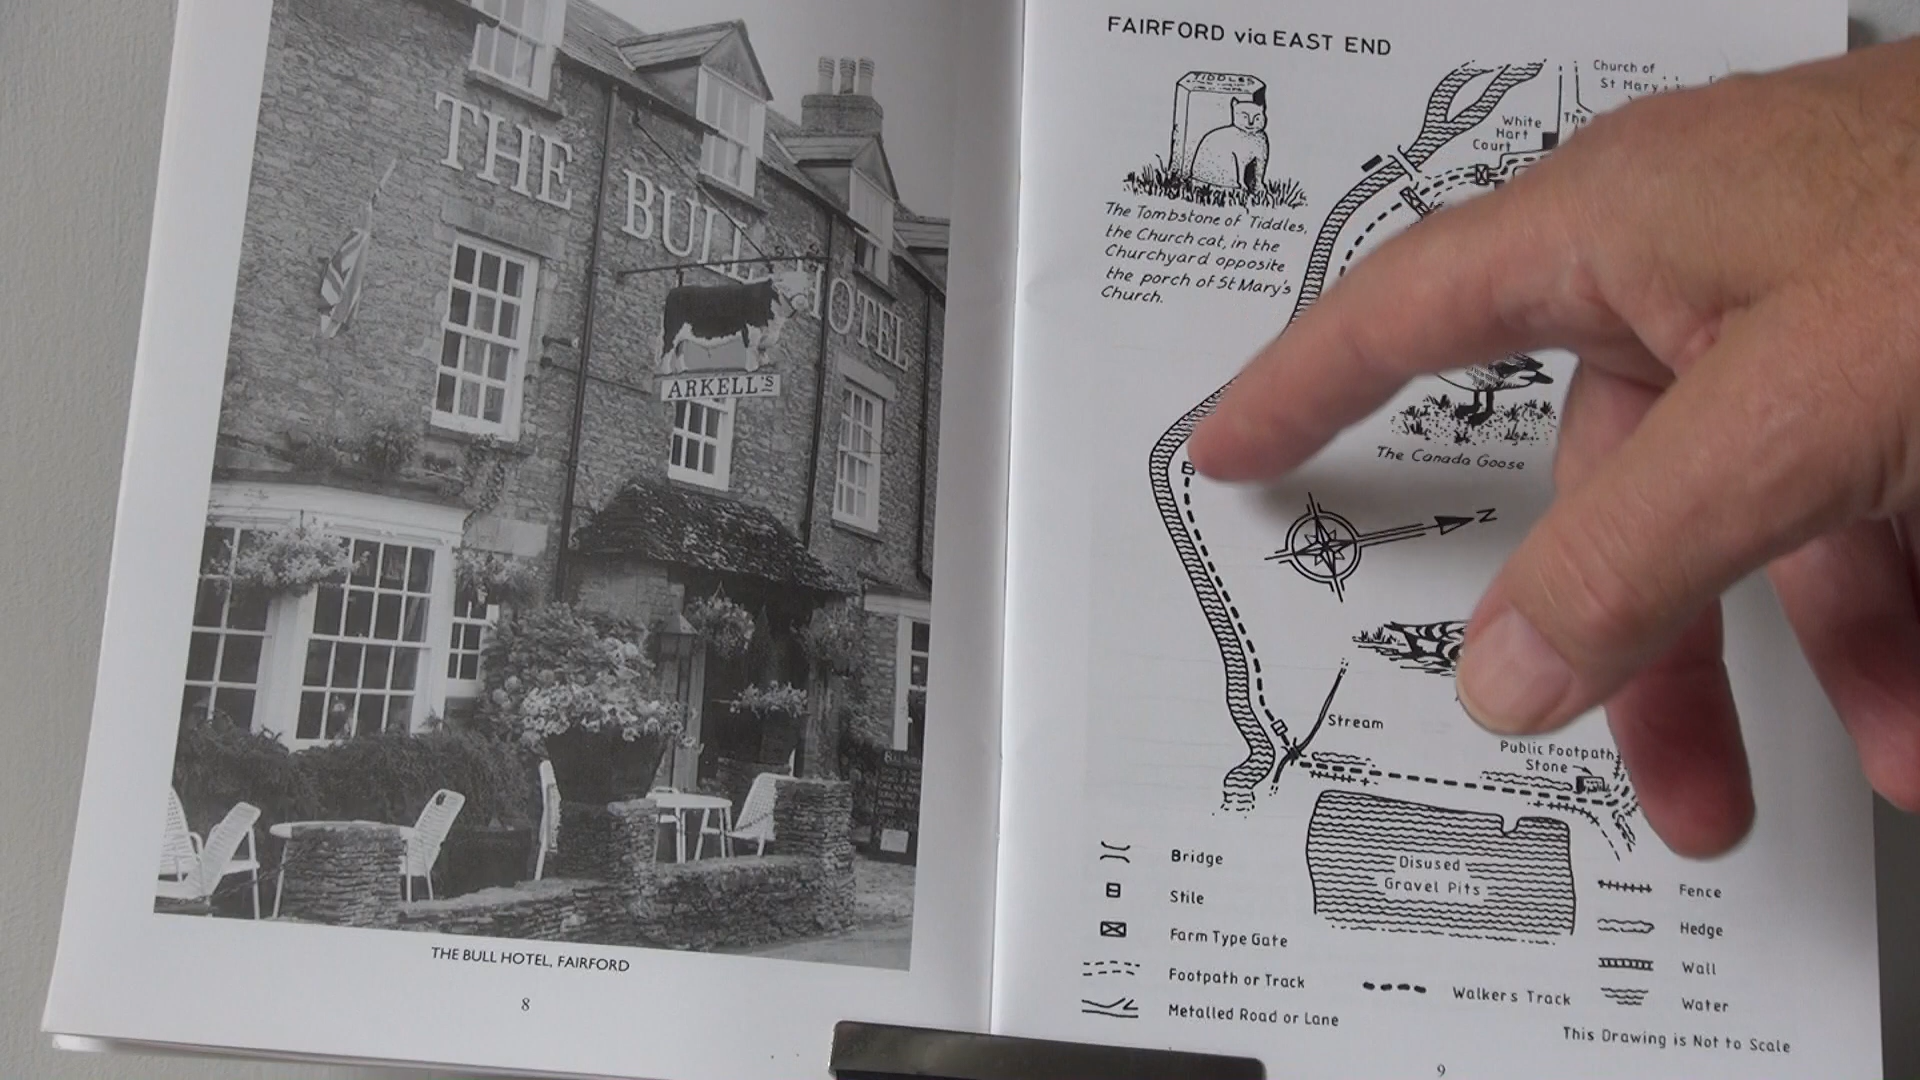 THE BULL HOTEL
ARKELL'S
THE BULL HOTEL, FAIRFORD
8
FAIRFORD via EAST END
TIDDLES
The Tombstone of Tiddles,
the Church cat, in the
Churchyard opposite
the porch of St Mary's
Church.
Church of
St Mary
White
Hart
Court
The
The Canada Goose
N
Stream
Public Footpath
Stone
Disused
Gravel Pits
Bridge
Stile
Farm Type Gate
Footpath or Track
Metalled Road or Lane
Walker's Track
Fence
Hedge
Wall
Water
This Drawing is Not to Scale
9